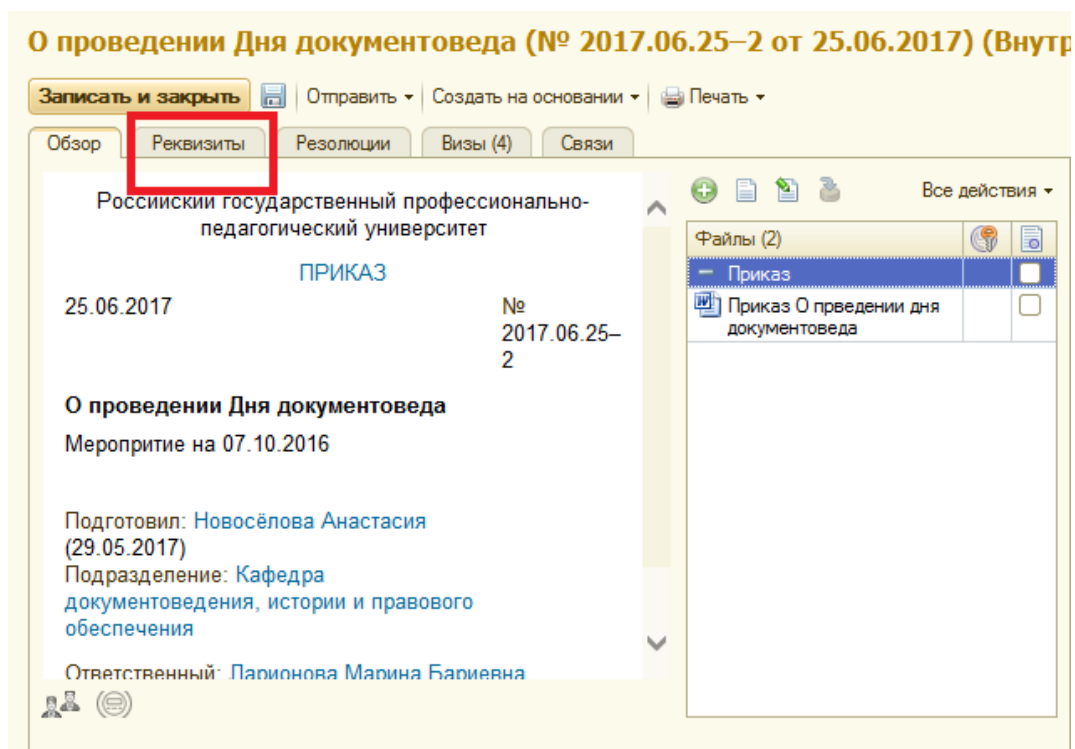 О проведении Дня документоведа (№ 2017.06.25–2 от 25.06.2017) (Внутр
Записать и закрыть Отправить Создать на основании Печать
Обзор Реквизиты Резолюции Визы (4) Связи
Российский государственный профессионально-
педагогический университет
ПРИКАЗ
25.06.2017 №
2017.06.25–
2
О проведении Дня документоведа
Меропритие на 07.10.2016
Подготовил: Новосёлова Анастасия
(29.05.2017)
Подразделение: Кафедра
документоведения, истории и правового
обеспечения
Ответственный: Ларионова Марина Бариевна
Все действия
Файлы (2)
Приказ
Приказ О прведении дня
документоведа